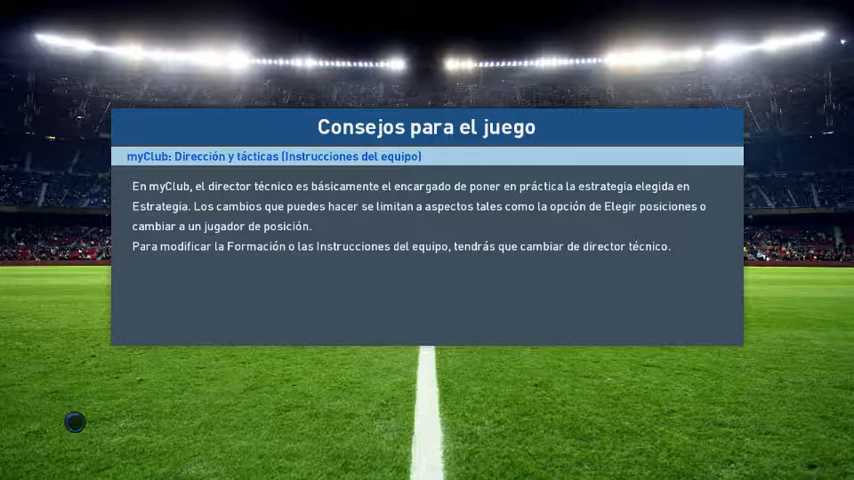 Consejos para el juego
myClub: Dirección y tácticas (Instrucciones del equipo)
En myClub, el director técnico es básicamente el encargado de poner en práctica la estrategia elegida en
Estrategia. Los cambios que puedes hacer se limitan a aspectos tales como la opción de Elegir posiciones o
cambiar a un jugador de posición.
Para modificar la Formación o las Instrucciones del equipo, tendrás que cambiar de director técnico.